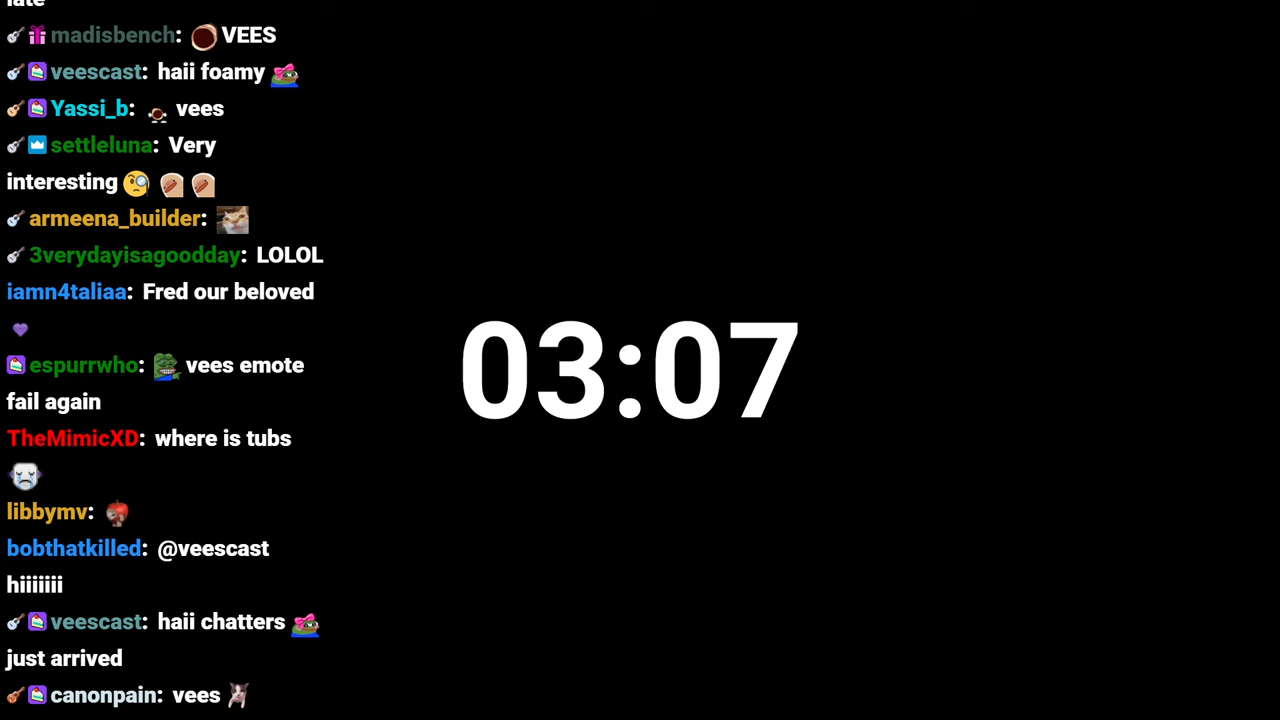 late
madisbench: VEES
veescast: haii foamy
Yassi_b: vees
settleluna: Very
interesting
armeena_builder:
3verydayisagoodday: LOLOL
iamn4taliaa: Fred our beloved
espurrwho: vees emote
fail again
TheMimicXD: where is tubs
libbymv:
bobthatkilled: @veescast
hiiiiiii
veescast: haii chatters
just arrived
canonpain: vees
03:07